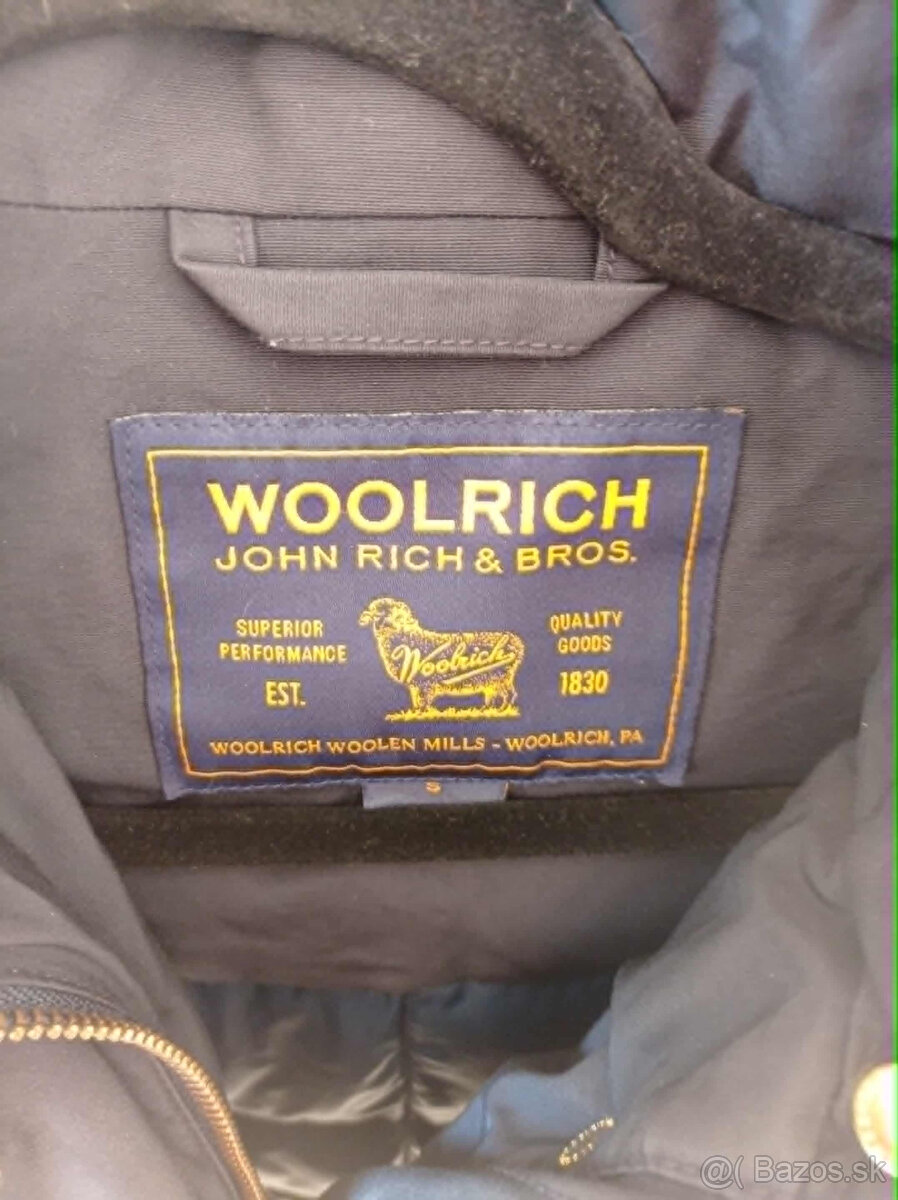 WOOLRICH
JOHN RICH & BROS.
SUPERIOR
PERFORMANCE
EST.
Woolrich
QUALITY
GOODS
1830
WOOLRICH WOOLEN MILLS - WOOLRICH, PA
S
@( Bazos.sk